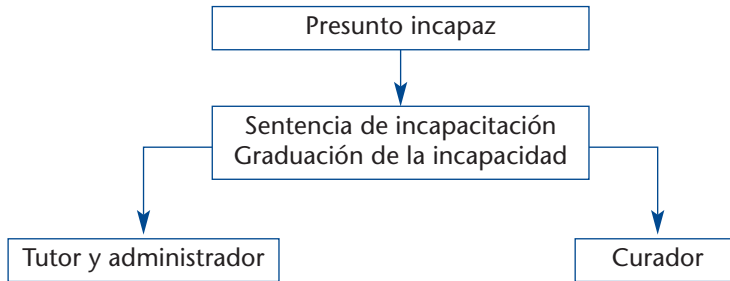 Presunto incapaz
Sentencia de incapacitación
Graduación de la incapacidad
Tutor y administrador
Curador